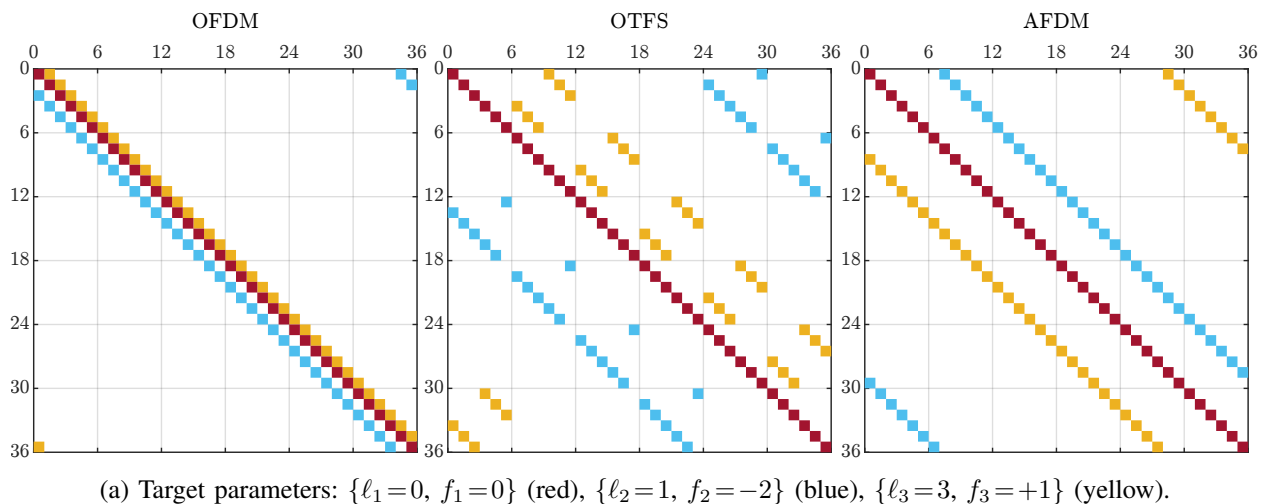 OFDM OTFS AFDM
0 6 12 18 24 30 36 0 6 12 18 24 30 36 0 6 12 18 24 30 36
0 0 0
6 6 6
12 12 12
18 18 18
24 24 24
30 30 30
36 36 36
(a) Target parameters: {ℓ₁=0, f₁=0} (red), {ℓ₂=1, f₂=−2} (blue), {ℓ₃=3, f₃=+1} (yellow).